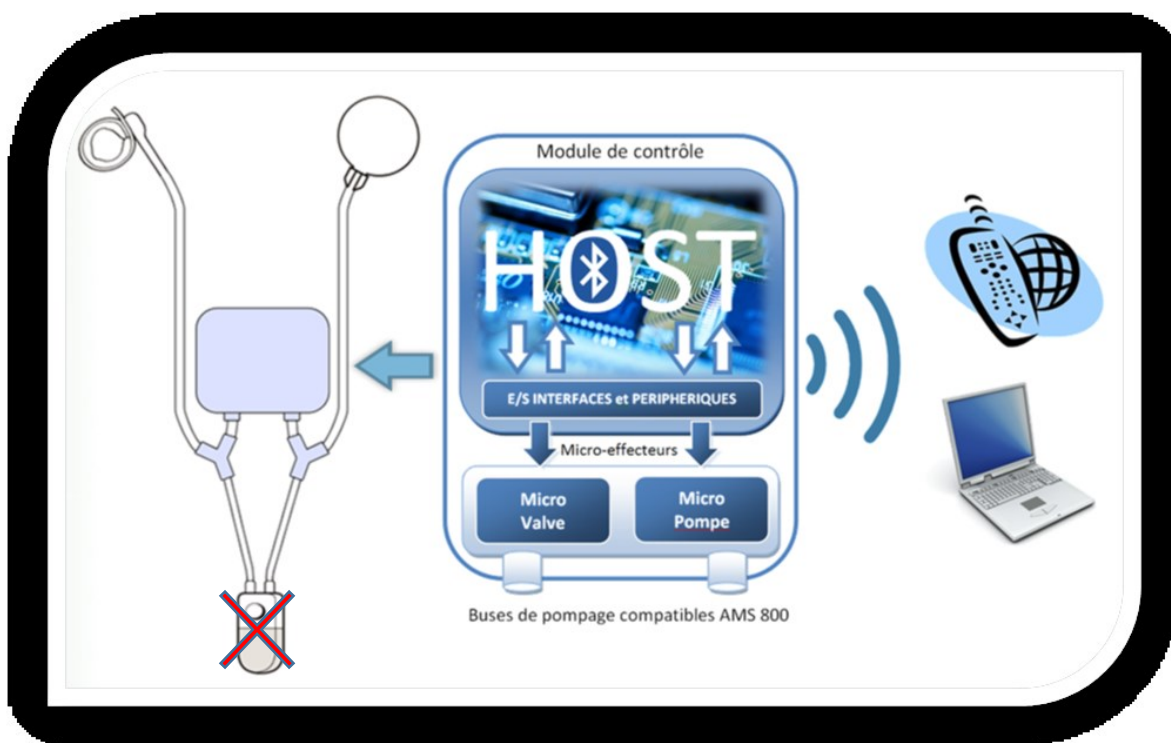 Module de contrôle
HOST
E/S INTERFACES et PERIPHERIQUES
Micro-effecteurs
Micro
Valve
Micro
Pompe
Buses de pompage compatibles AMS 800